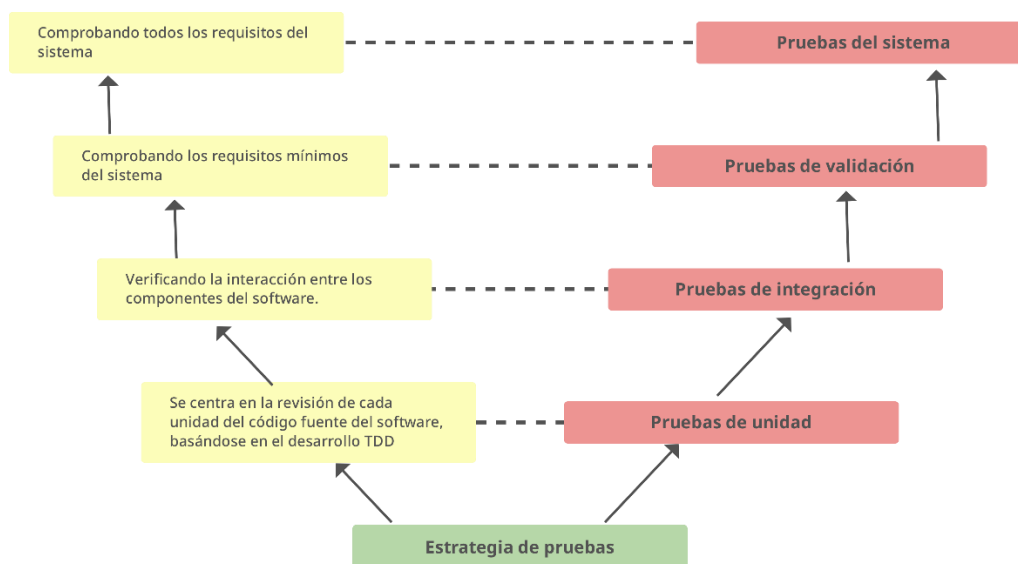 Comprobando todos los requisitos del
sistema
Pruebas del sistema
Comprobando los requisitos mínimos
del sistema
Pruebas de validación
Verificando la interacción entre los
componentes del software.
Pruebas de integración
Se centra en la revisión de cada
unidad del código fuente del software,
basándose en el desarrollo TDD
Pruebas de unidad
Estrategia de pruebas